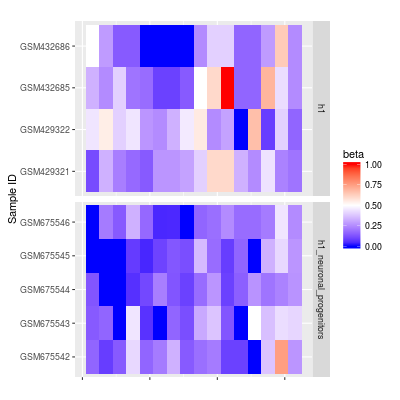 GSM432686
GSM432685
GSM429322
GSM429321
h1
GSM675546
GSM675545
GSM675544
GSM675543
GSM675542
h1_neuronal_progenitors
Sample ID
beta
1.00
0.75
0.50
0.25
0.00